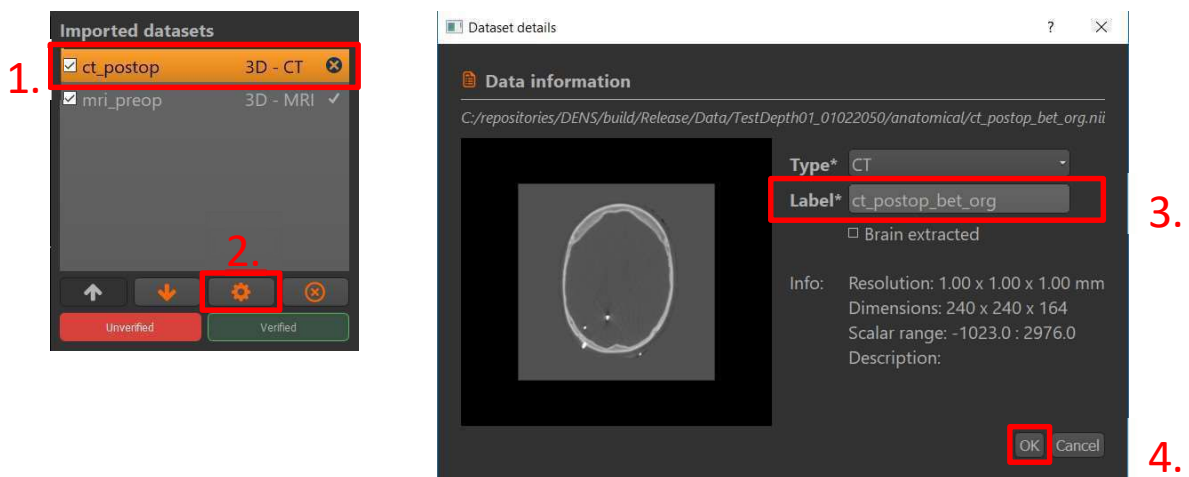 Imported datasets
1.
ct_postop 3D - CT
mri_preop 3D - MRI
2.
Unverified Verified
Dataset details ? ×
Data information
C:/repositories/DENS/build/Release/Data/TestDepth01_01022050/anatomical/ct_postop_bet_org.nii
Type* CT
Label* ct_postop_bet_org
3.
Brain extracted
Info: Resolution: 1.00 x 1.00 x 1.00 mm
Dimensions: 240 x 240 x 164
Scalar range: -1023.0 : 2976.0
Description:
OK Cancel
4.